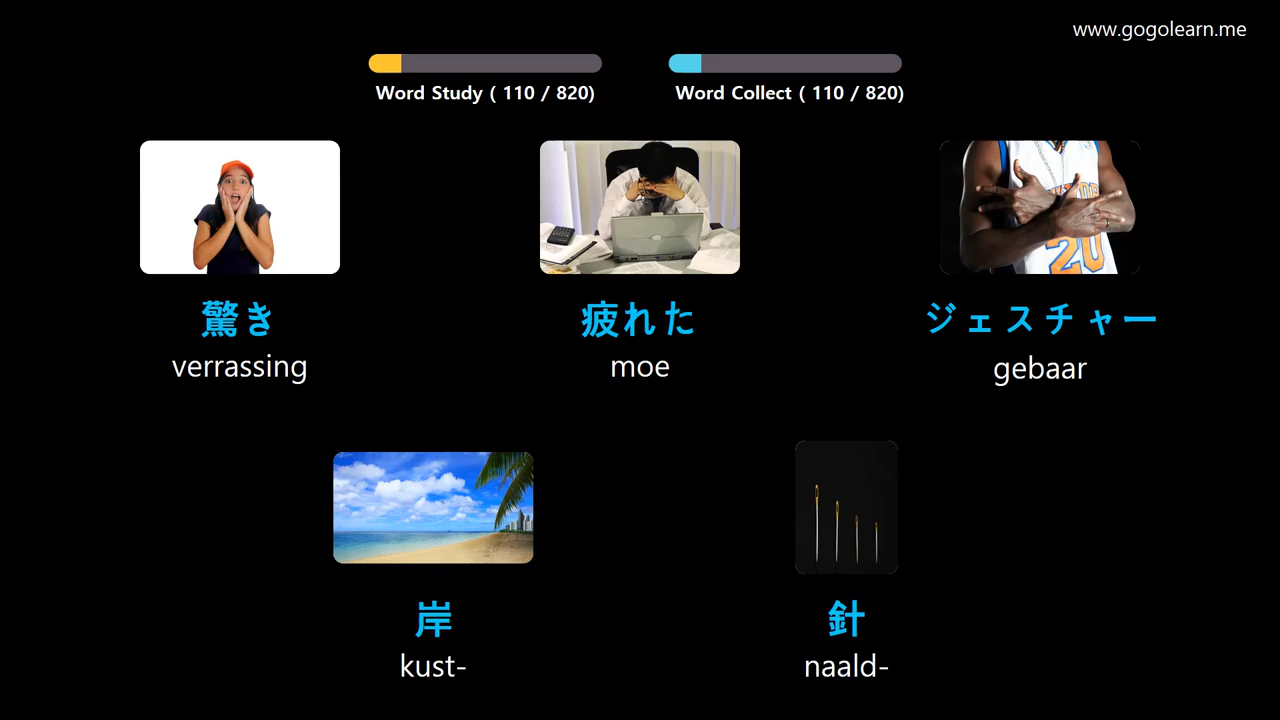 www.gogolearn.me
Word Study ( 110 / 820)
Word Collect ( 110 / 820)
驚き
verrassing
疲れた
moe
ジェスチャー
gebaar
20
岸
kust-
針
naald-